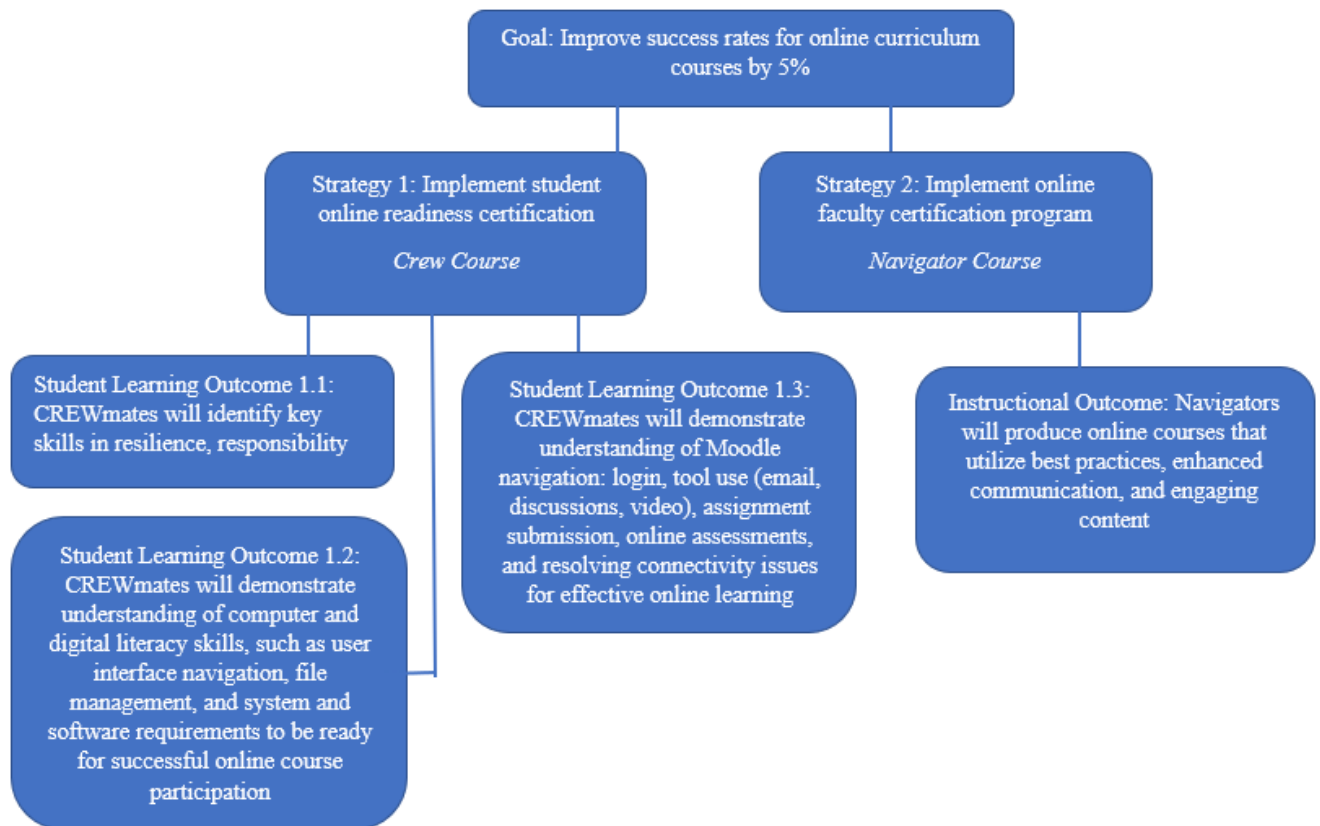 Goal: Improve success rates for online curriculum
courses by 5%
Strategy 1: Implement student
online readiness certification
Crew Course
Strategy 2: Implement online
faculty certification program
Navigator Course
Student Learning Outcome 1.1:
CREWmates will identify key
skills in resilience, responsibility
Student Learning Outcome 1.2:
CREWmates will demonstrate
understanding of computer and
digital literacy skills, such as user
interface navigation, file
management, and system and
software requirements to be ready
for successful online course
participation
Student Learning Outcome 1.3:
CREWmates will demonstrate
understanding of Moodle
navigation: login, tool use (email,
discussions, video), assignment
submission, online assessments,
and resolving connectivity issues
for effective online learning
Instructional Outcome: Navigators
will produce online courses that
utilize best practices, enhanced
communication, and engaging
content